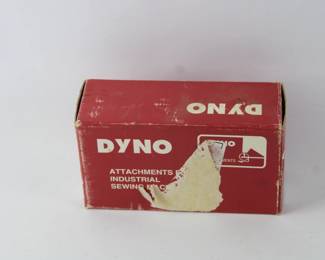 DYNO
DYNO
ATTACHMENTS
INDUSTRIAL
SEWING